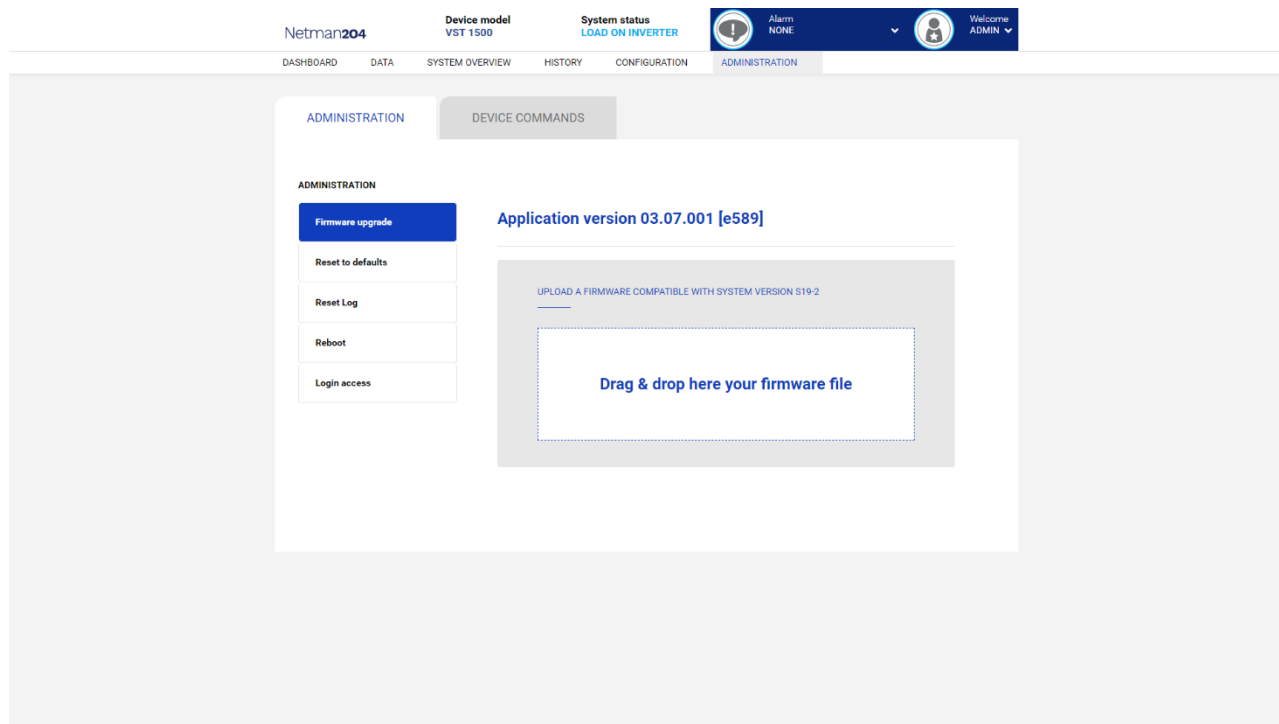 Netman204
Device model
VST 1500
System status
LOAD ON INVERTER
Alarm
NONE
Welcome
ADMIN
DASHBOARD DATA SYSTEM OVERVIEW HISTORY CONFIGURATION ADMINISTRATION
ADMINISTRATION DEVICE COMMANDS
ADMINISTRATION
Firmware upgrade
Reset to defaults
Reset Log
Reboot
Login access
Application version 03.07.001 [e589]
UPLOAD A FIRMWARE COMPATIBLE WITH SYSTEM VERSION S19-2
Drag & drop here your firmware file